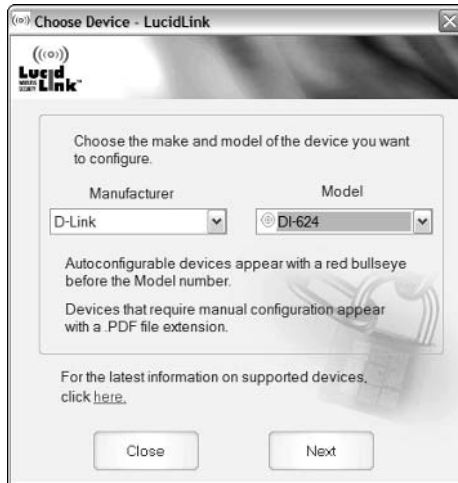 Choose Device - LucidLink
((((o))))
Lucid
WIRELESS
SECURITY Link™
Choose the make and model of the device you want
to configure.
Manufacturer Model
D-Link DI-624
Autoconfigurable devices appear with a red bullseye
before the Model number.
Devices that require manual configuration appear
with a .PDF file extension.
For the latest information on supported devices,
click here.
Close Next